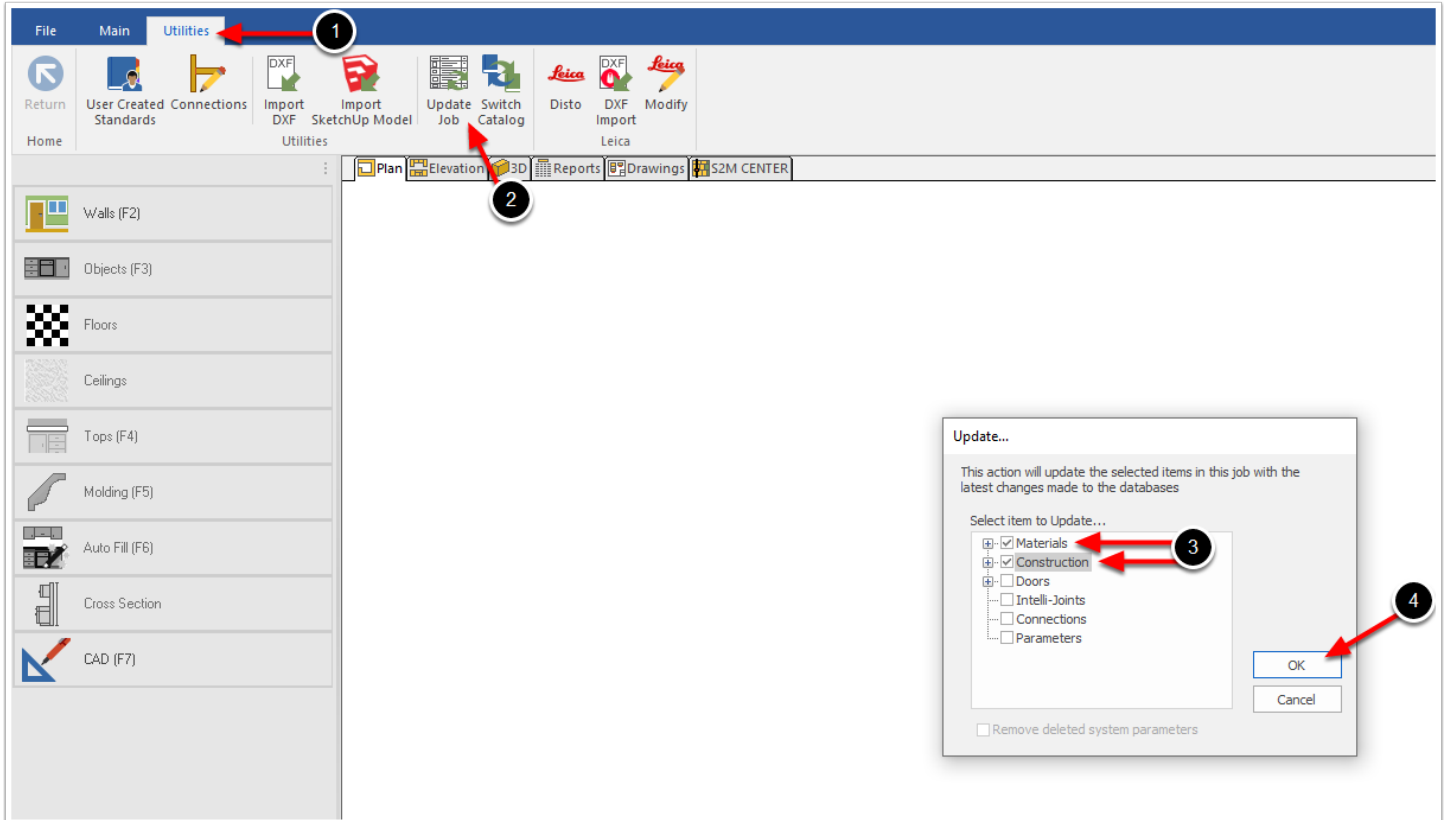 File Main Utilities 1
DXF Leica DXF Leica
Return User Created Connections Import Import Update Switch Disto DXF Modify
Standards DXF SketchUp Model Job Catalog Import
Home Utilities Leica
Plan Elevation 3D Reports Drawings S2M CENTER
2
Walls (F2)
Objects (F3)
Floors
Ceilings
Tops (F4)
Molding (F5)
Auto Fill (F6)
Cross Section
CAD (F7)
Update...
This action will update the selected items in this job with the
latest changes made to the databases
Select item to Update...
Materials
3
Construction
Doors
Intelli-Joints
4
Connections
Parameters
OK
Cancel
Remove deleted system parameters